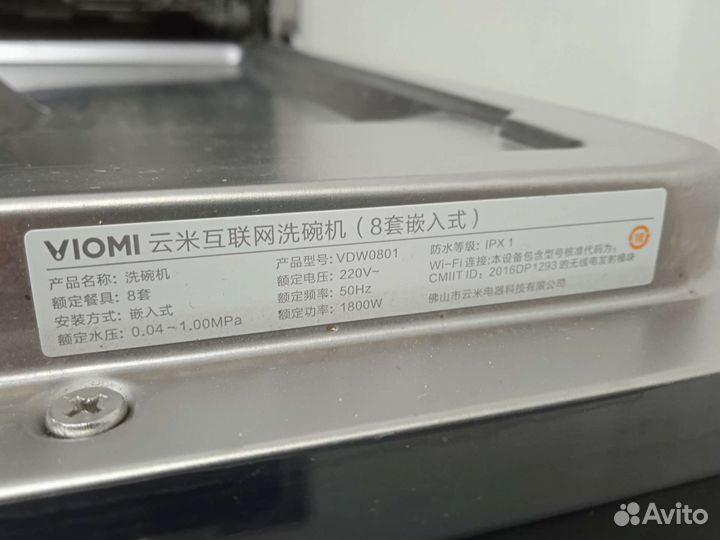 VIOMI 云米互联网洗碗机（8套嵌入式）
产品名称: 洗碗机
额定餐具: 8套
安装方式: 嵌入式
额定水压: 0.04~1.00MPa
产品型号: VDW0801
额定电压: 220V~
额定频率: 50Hz
额定功率: 1800W
防水等级: IPX1
Wi-Fi 连接:本设备包含型号核准代码为:
CMIIT ID: 2016DP1293 的无线电发射模块
佛山市云米电器科技有限公司
Avito